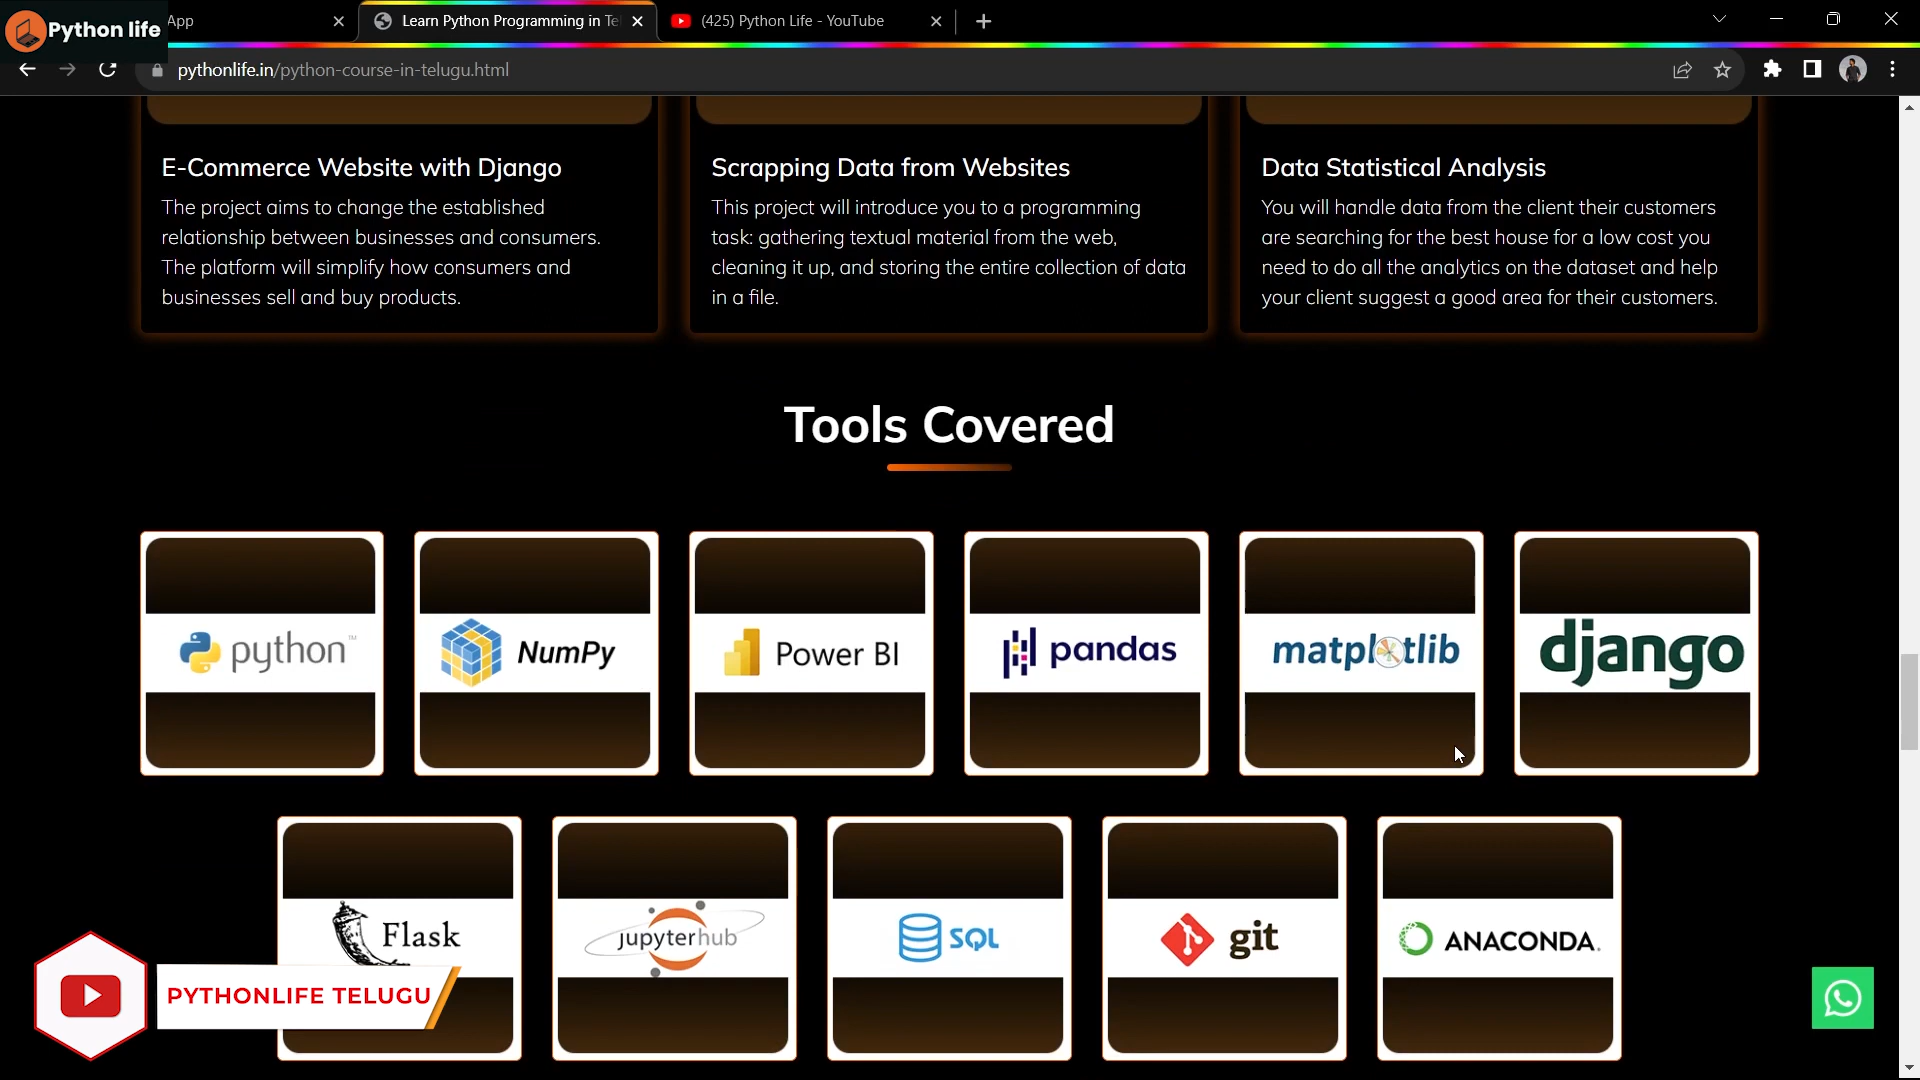 Python life
App
Learn Python Programming in Te
(425) Python Life - YouTube
pythonlife.in/python-course-in-telugu.html
E-Commerce Website with Django
The project aims to change the established
relationship between businesses and consumers.
The platform will simplify how consumers and
businesses sell and buy products.
Scrapping Data from Websites
This project will introduce you to a programming
task: gathering textual material from the web,
cleaning it up, and storing the entire collection of data
in a file.
Data Statistical Analysis
You will handle data from the client their customers
are searching for the best house for a low cost you
need to do all the analytics on the dataset and help
your client suggest a good area for their customers.
Tools Covered
python™
NumPy
Power BI
pandas
matplotlib
django
Flask
jupyterhub
SQL
git
ANACONDA.
PYTHONLIFE TELUGU